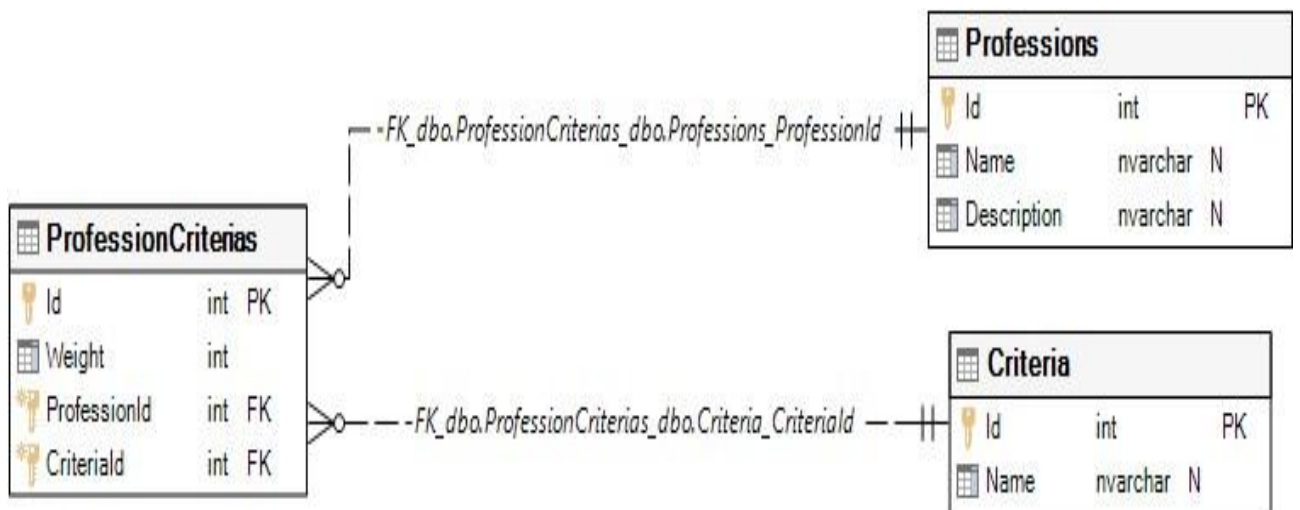 Professions
Id int PK
Name nvarchar N
Description nvarchar N
FK_dbo.ProfessionCriterias_dbo.Professions_ProfessionId
ProfessionCriterias
Id int PK
Weight int
ProfessionId int FK
CriteriaId int FK
FK_dbo.ProfessionCriterias_dbo.Criteria_CriteriaId
Criteria
Id int PK
Name nvarchar N